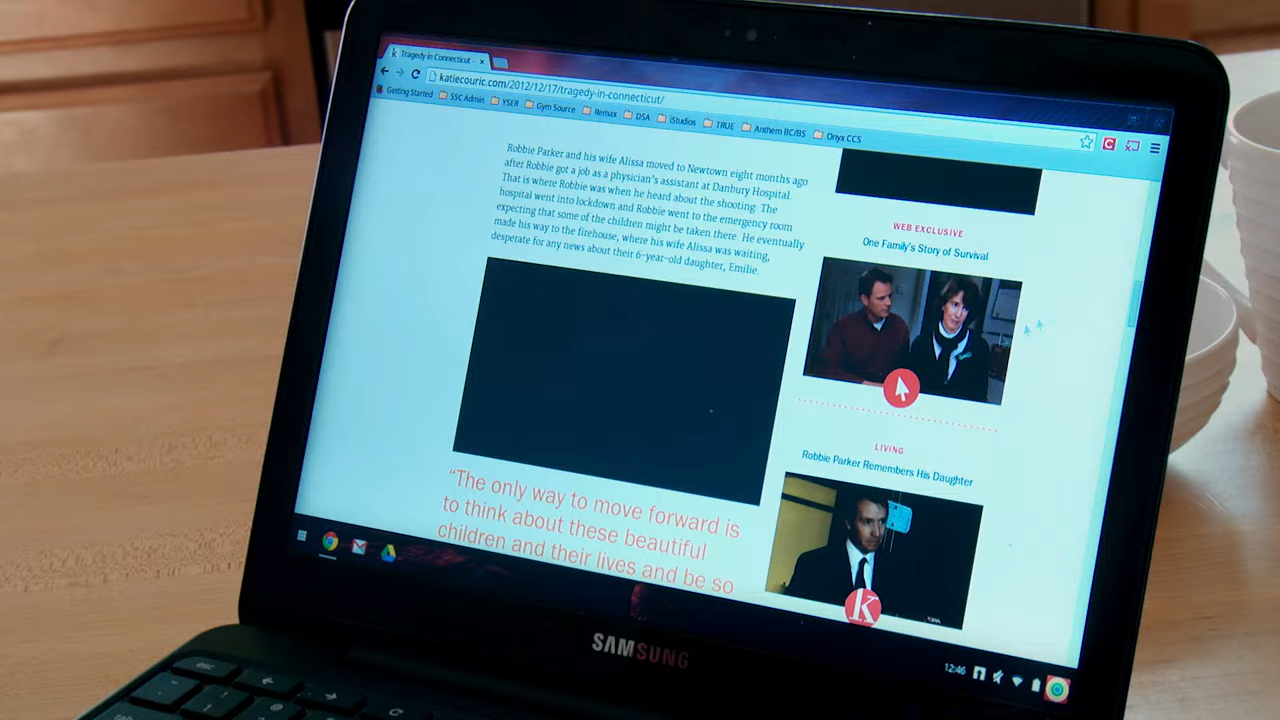 Tragedy in Connecticut -
katiecouric.com/2012/12/17/tragedy-in-connecticut/
Getting Started SSC Admin YSER Gym Source Remax DSA iStudios TRUE Anthem BC/BS Onyx CCS
Robbie Parker and his wife Alissa moved to Newtown eight months ago
after Robbie got a job as a physician's assistant at Danbury Hospital.
That is where Robbie was when he heard about the shooting. The
hospital went into lockdown and Robbie went to the emergency room
expecting that some of the children might be taken there. He eventually
made his way to the firehouse, where his wife Alissa was waiting,
desperate for any news about their 6-year-old daughter, Emilie.
“The only way to move forward is
to think about these beautiful
children and their lives and be so
WEB EXCLUSIVE
One Family's Story of Survival
LIVING
Robbie Parker Remembers His Daughter
k
12:46
SAMSUNG
esc